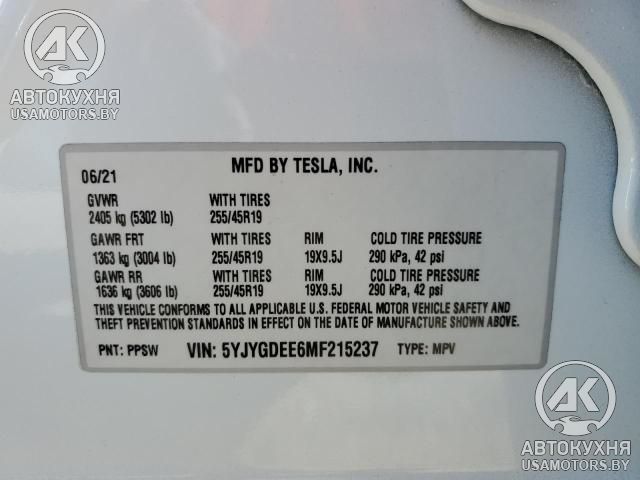 АК
АВТОКУХНЯ
USAMOTORS.BY
06/21 MFD BY TESLA, INC.
GVWR WITH TIRES
2405 kg (5302 lb) 255/45R19
GAWR FRT WITH TIRES RIM COLD TIRE PRESSURE
1363 kg (3004 lb) 255/45R19 19X9.5J 290 kPa, 42 psi
GAWR RR WITH TIRES RIM COLD TIRE PRESSURE
1636 kg (3606 lb) 255/45R19 19X9.5J 290 kPa, 42 psi
THIS VEHICLE CONFORMS TO ALL APPLICABLE U.S. FEDERAL MOTOR VEHICLE SAFETY AND
THEFT PREVENTION STANDARDS IN EFFECT ON THE DATE OF MANUFACTURE SHOWN ABOVE.
PNT: PPSW VIN: 5YJYGDEE6MF215237 TYPE: MPV
АК
АВТОКУХНЯ
USAMOTORS.BY